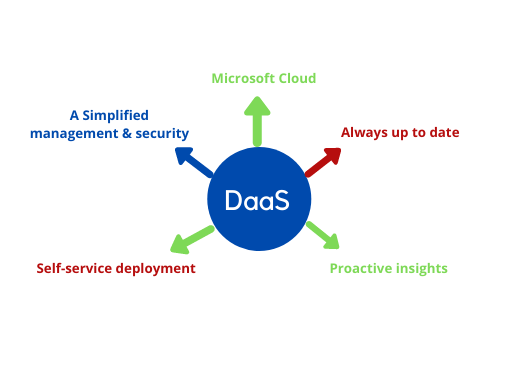 Microsoft Cloud
A Simplified
management & security
Always up to date
DaaS
Self-service deployment
Proactive insights